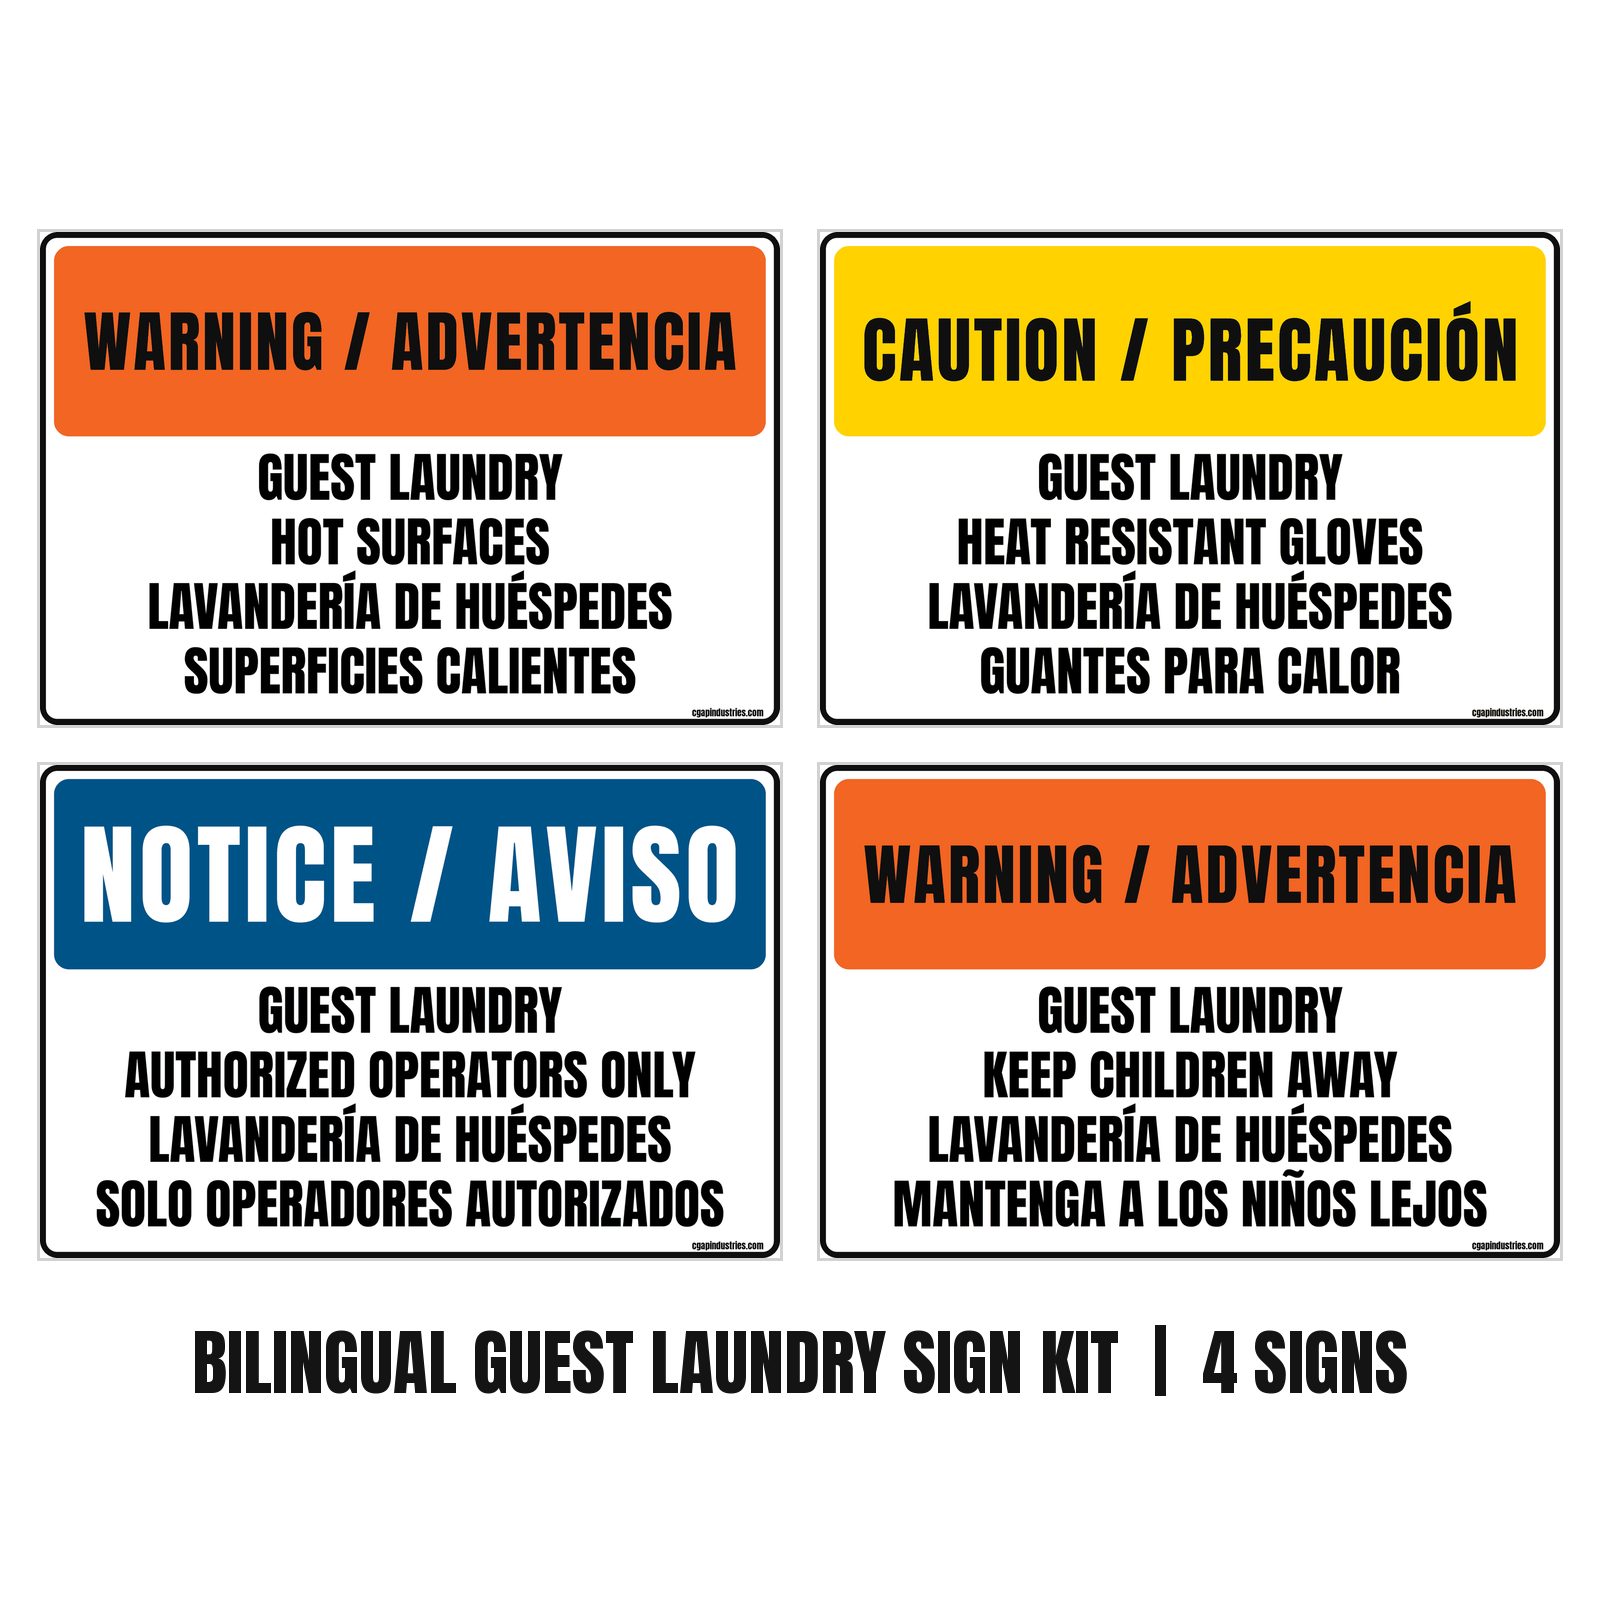 WARNING / ADVERTENCIA
GUEST LAUNDRY
HOT SURFACES
LAVANDERÍA DE HUÉSPEDES
SUPERFICIES CALIENTES
cgapindustries.com
CAUTION / PRECAUCIÓN
GUEST LAUNDRY
HEAT RESISTANT GLOVES
LAVANDERÍA DE HUÉSPEDES
GUANTES PARA CALOR
cgapindustries.com
NOTICE / AVISO
GUEST LAUNDRY
AUTHORIZED OPERATORS ONLY
LAVANDERÍA DE HUÉSPEDES
SOLO OPERADORES AUTORIZADOS
cgapindustries.com
WARNING / ADVERTENCIA
GUEST LAUNDRY
KEEP CHILDREN AWAY
LAVANDERÍA DE HUÉSPEDES
MANTENGA A LOS NIÑOS LEJOS
cgapindustries.com
BILINGUAL GUEST LAUNDRY SIGN KIT | 4 SIGNS